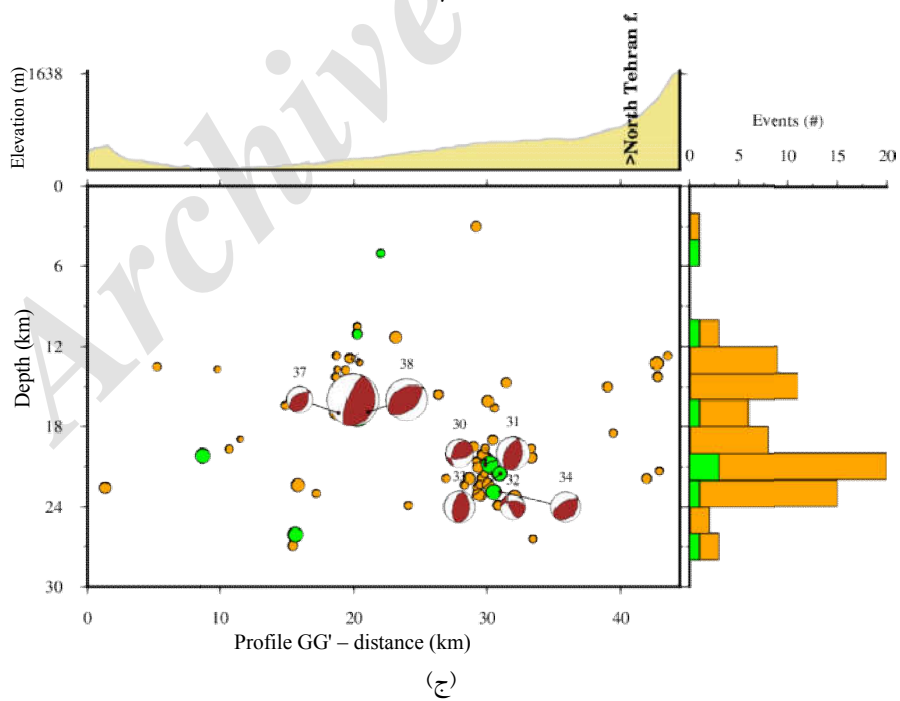 Archive
>North Tehran f.
1638
Elevation (m)
Events (#)
0 5 10 15 20
0
6
12
18
24
30
Depth (km)
37
38
30
31
33
32
34
0 10 20 30 40
Profile GG' – distance (km)
(ج)